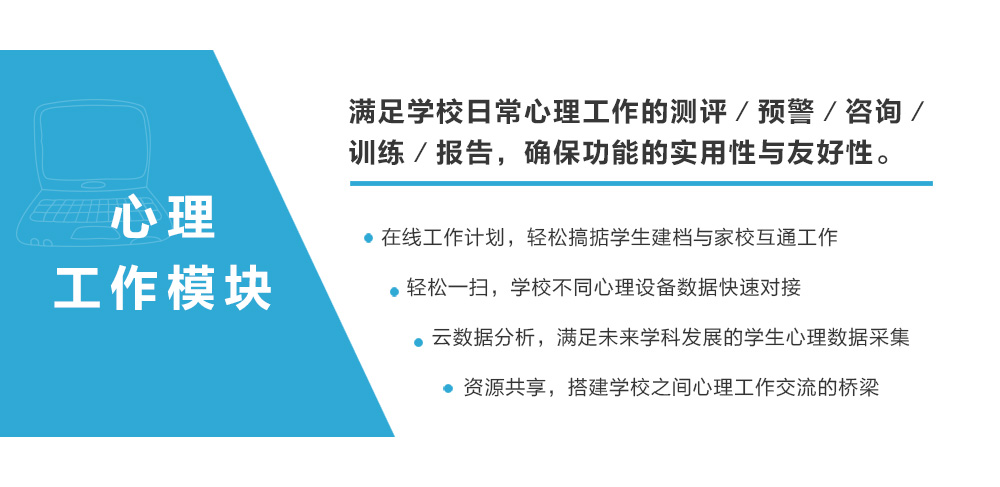 心理
工作模块
满足学校日常心理工作的测评/预警/咨询/
训练/报告，确保功能的实用性与友好性。
在线工作计划，轻松搞掂学生建档与家校互通工作
轻松一扫，学校不同心理设备数据快速对接
云数据分析，满足未来学科发展的学生心理数据采集
资源共享，搭建学校之间心理工作交流的桥梁